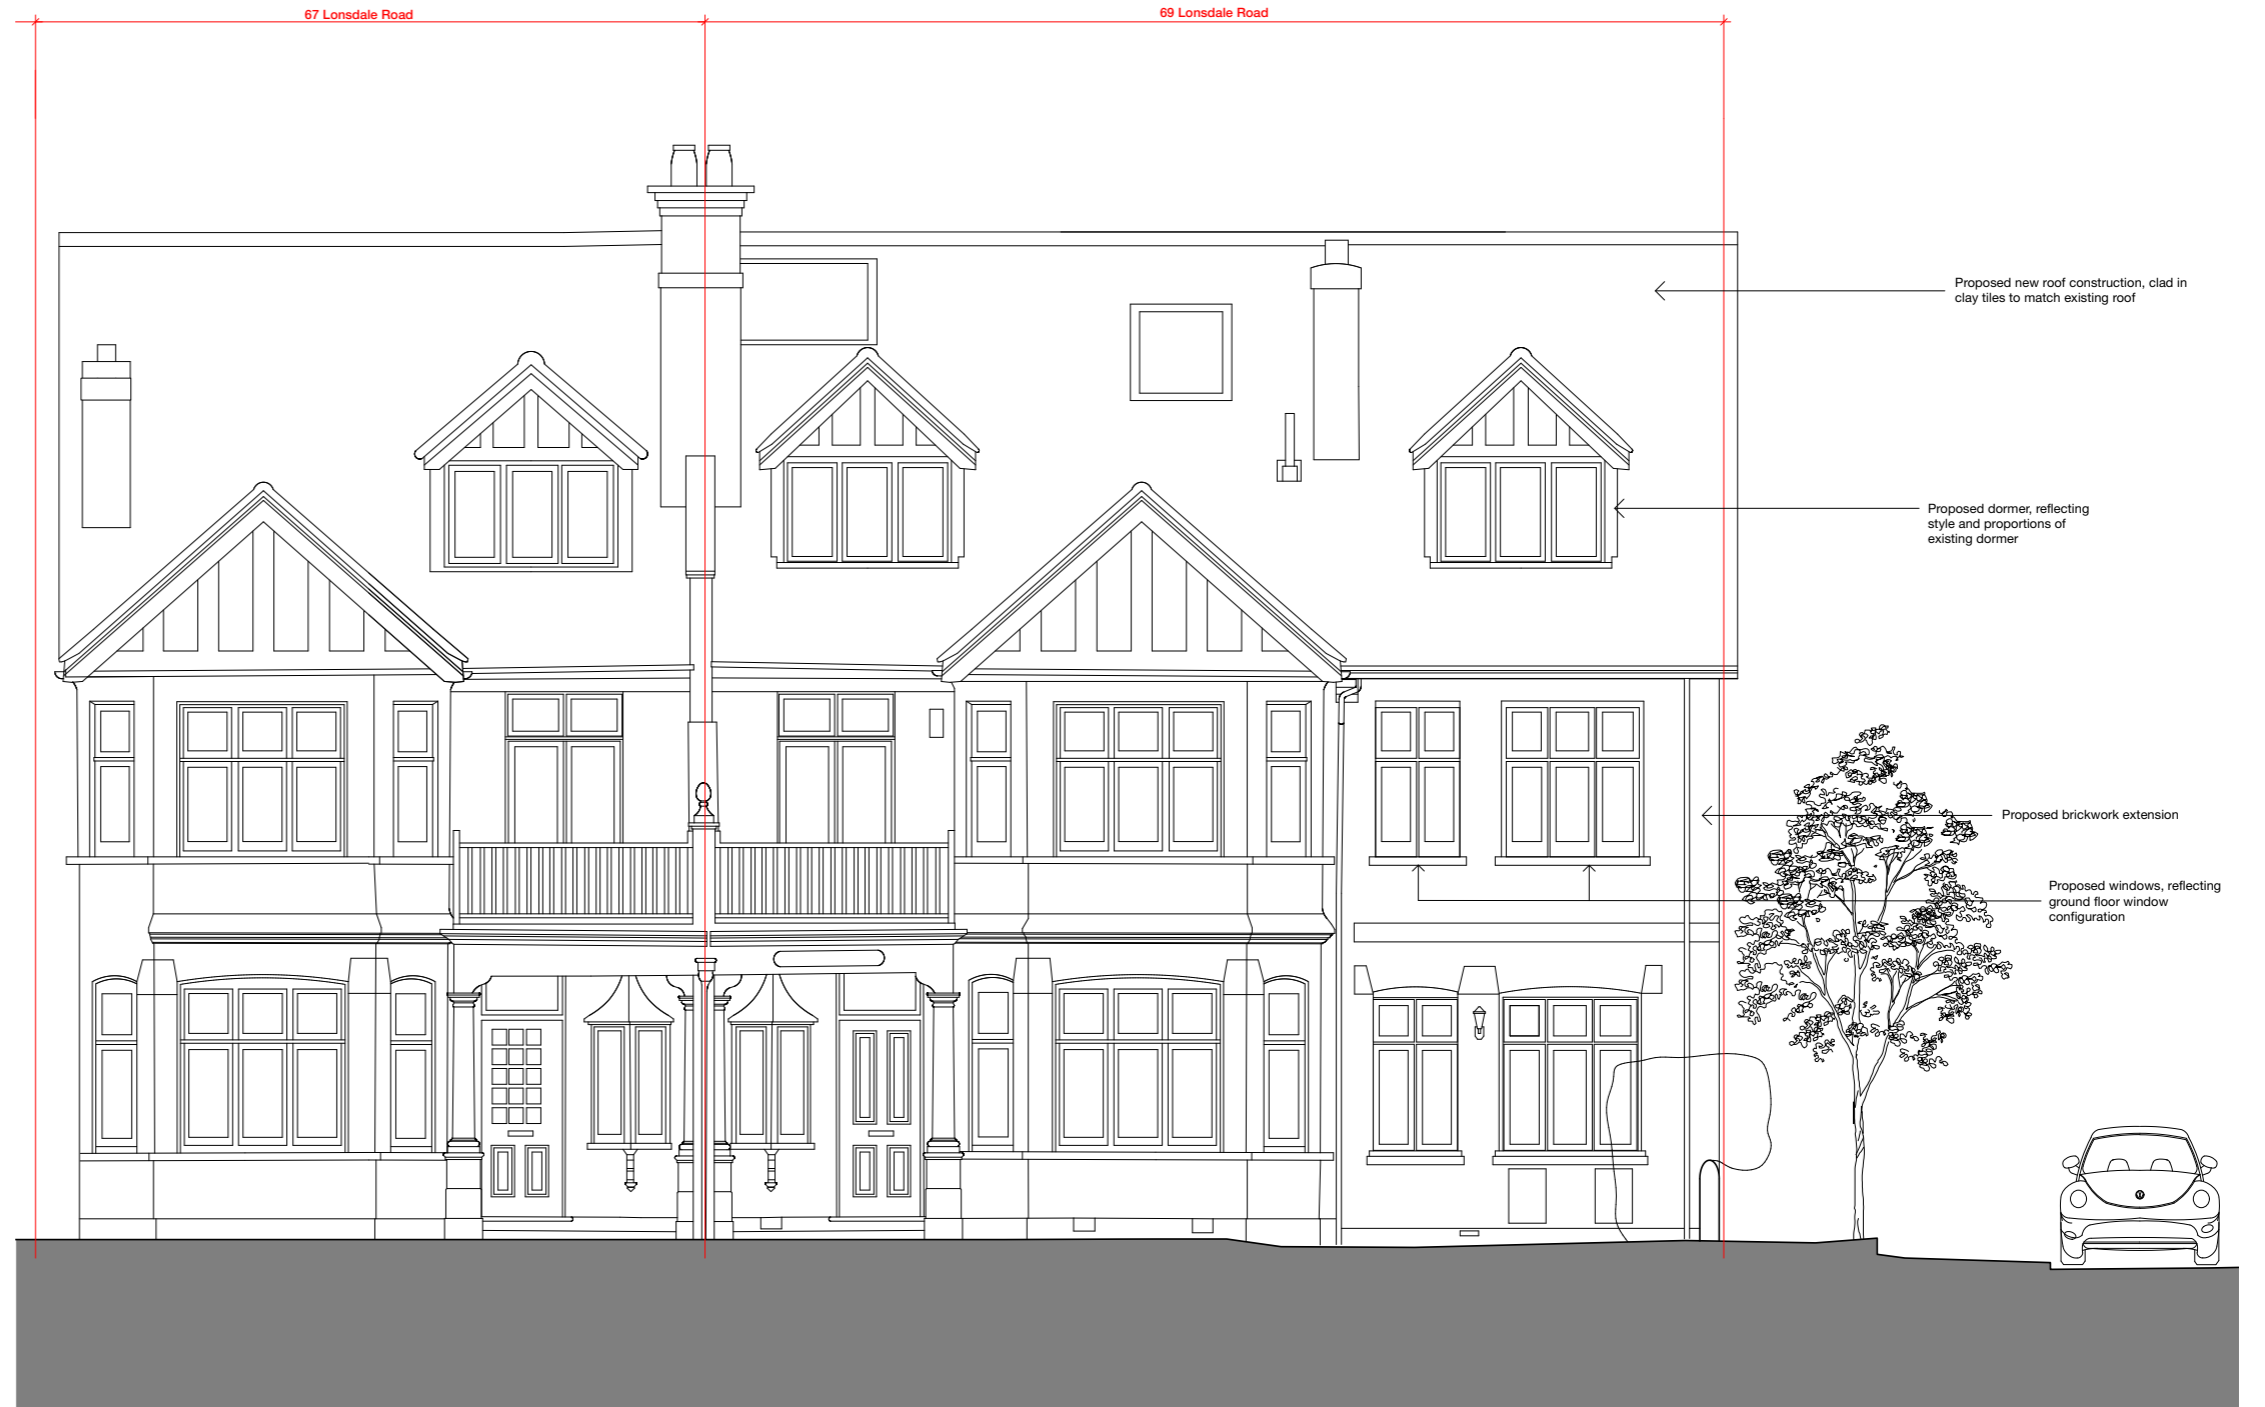 67 Lonsdale Road
69 Lonsdale Road
Proposed new roof construction, clad in
clay tiles to match existing roof
Proposed dormer, reflecting
style and proportions of
existing dormer
Proposed brickwork extension
Proposed windows, reflecting
ground floor window
configuration